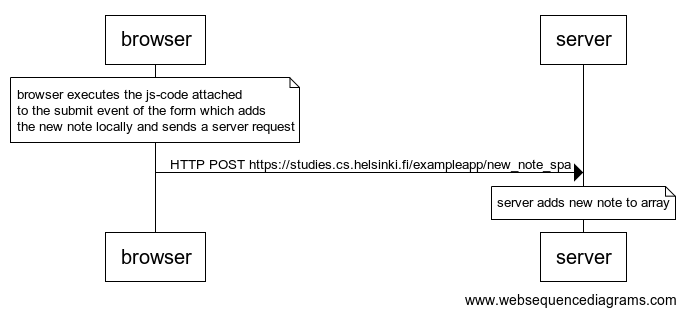 browser
server
browser executes the js-code attached
to the submit event of the form which adds
the new note locally and sends a server request
HTTP POST https://studies.cs.helsinki.fi/exampleapp/new_note_spa
server adds new note to array
browser
server
www.websequencediagrams.com